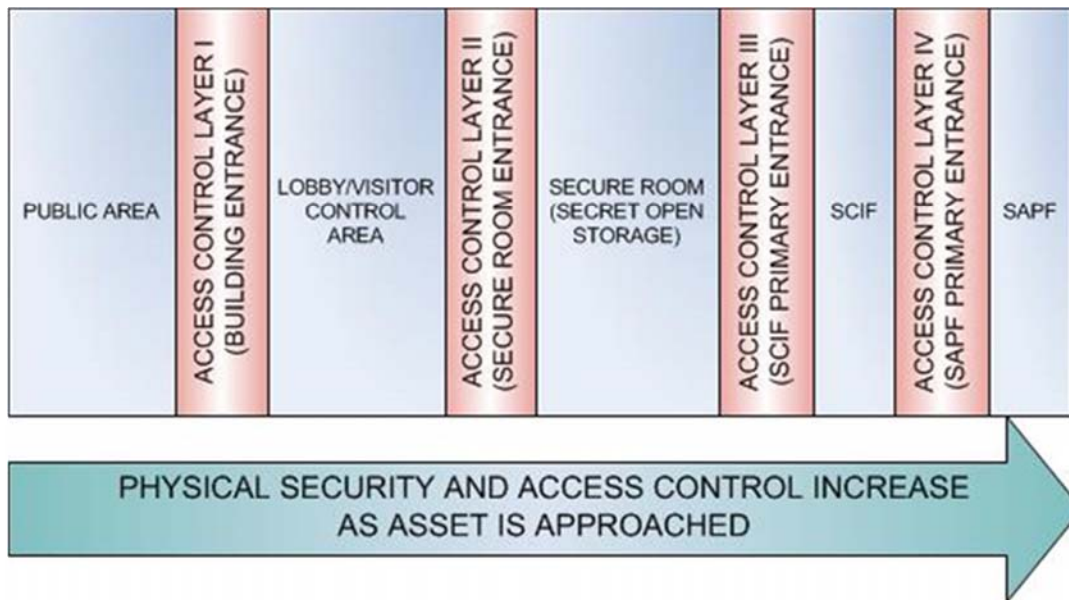 PUBLIC AREA
ACCESS CONTROL LAYER I
(BUILDING ENTRANCE)
LOBBY/VISITOR
CONTROL
AREA
ACCESS CONTROL LAYER II
(SECURE ROOM ENTRANCE)
SECURE ROOM
(SECRET OPEN
STORAGE)
ACCESS CONTROL LAYER III
(SCIF PRIMARY ENTRANCE)
SCIF
ACCESS CONTROL LAYER IV
(SAPF PRIMARY ENTRANCE)
SAPF
PHYSICAL SECURITY AND ACCESS CONTROL INCREASE
AS ASSET IS APPROACHED